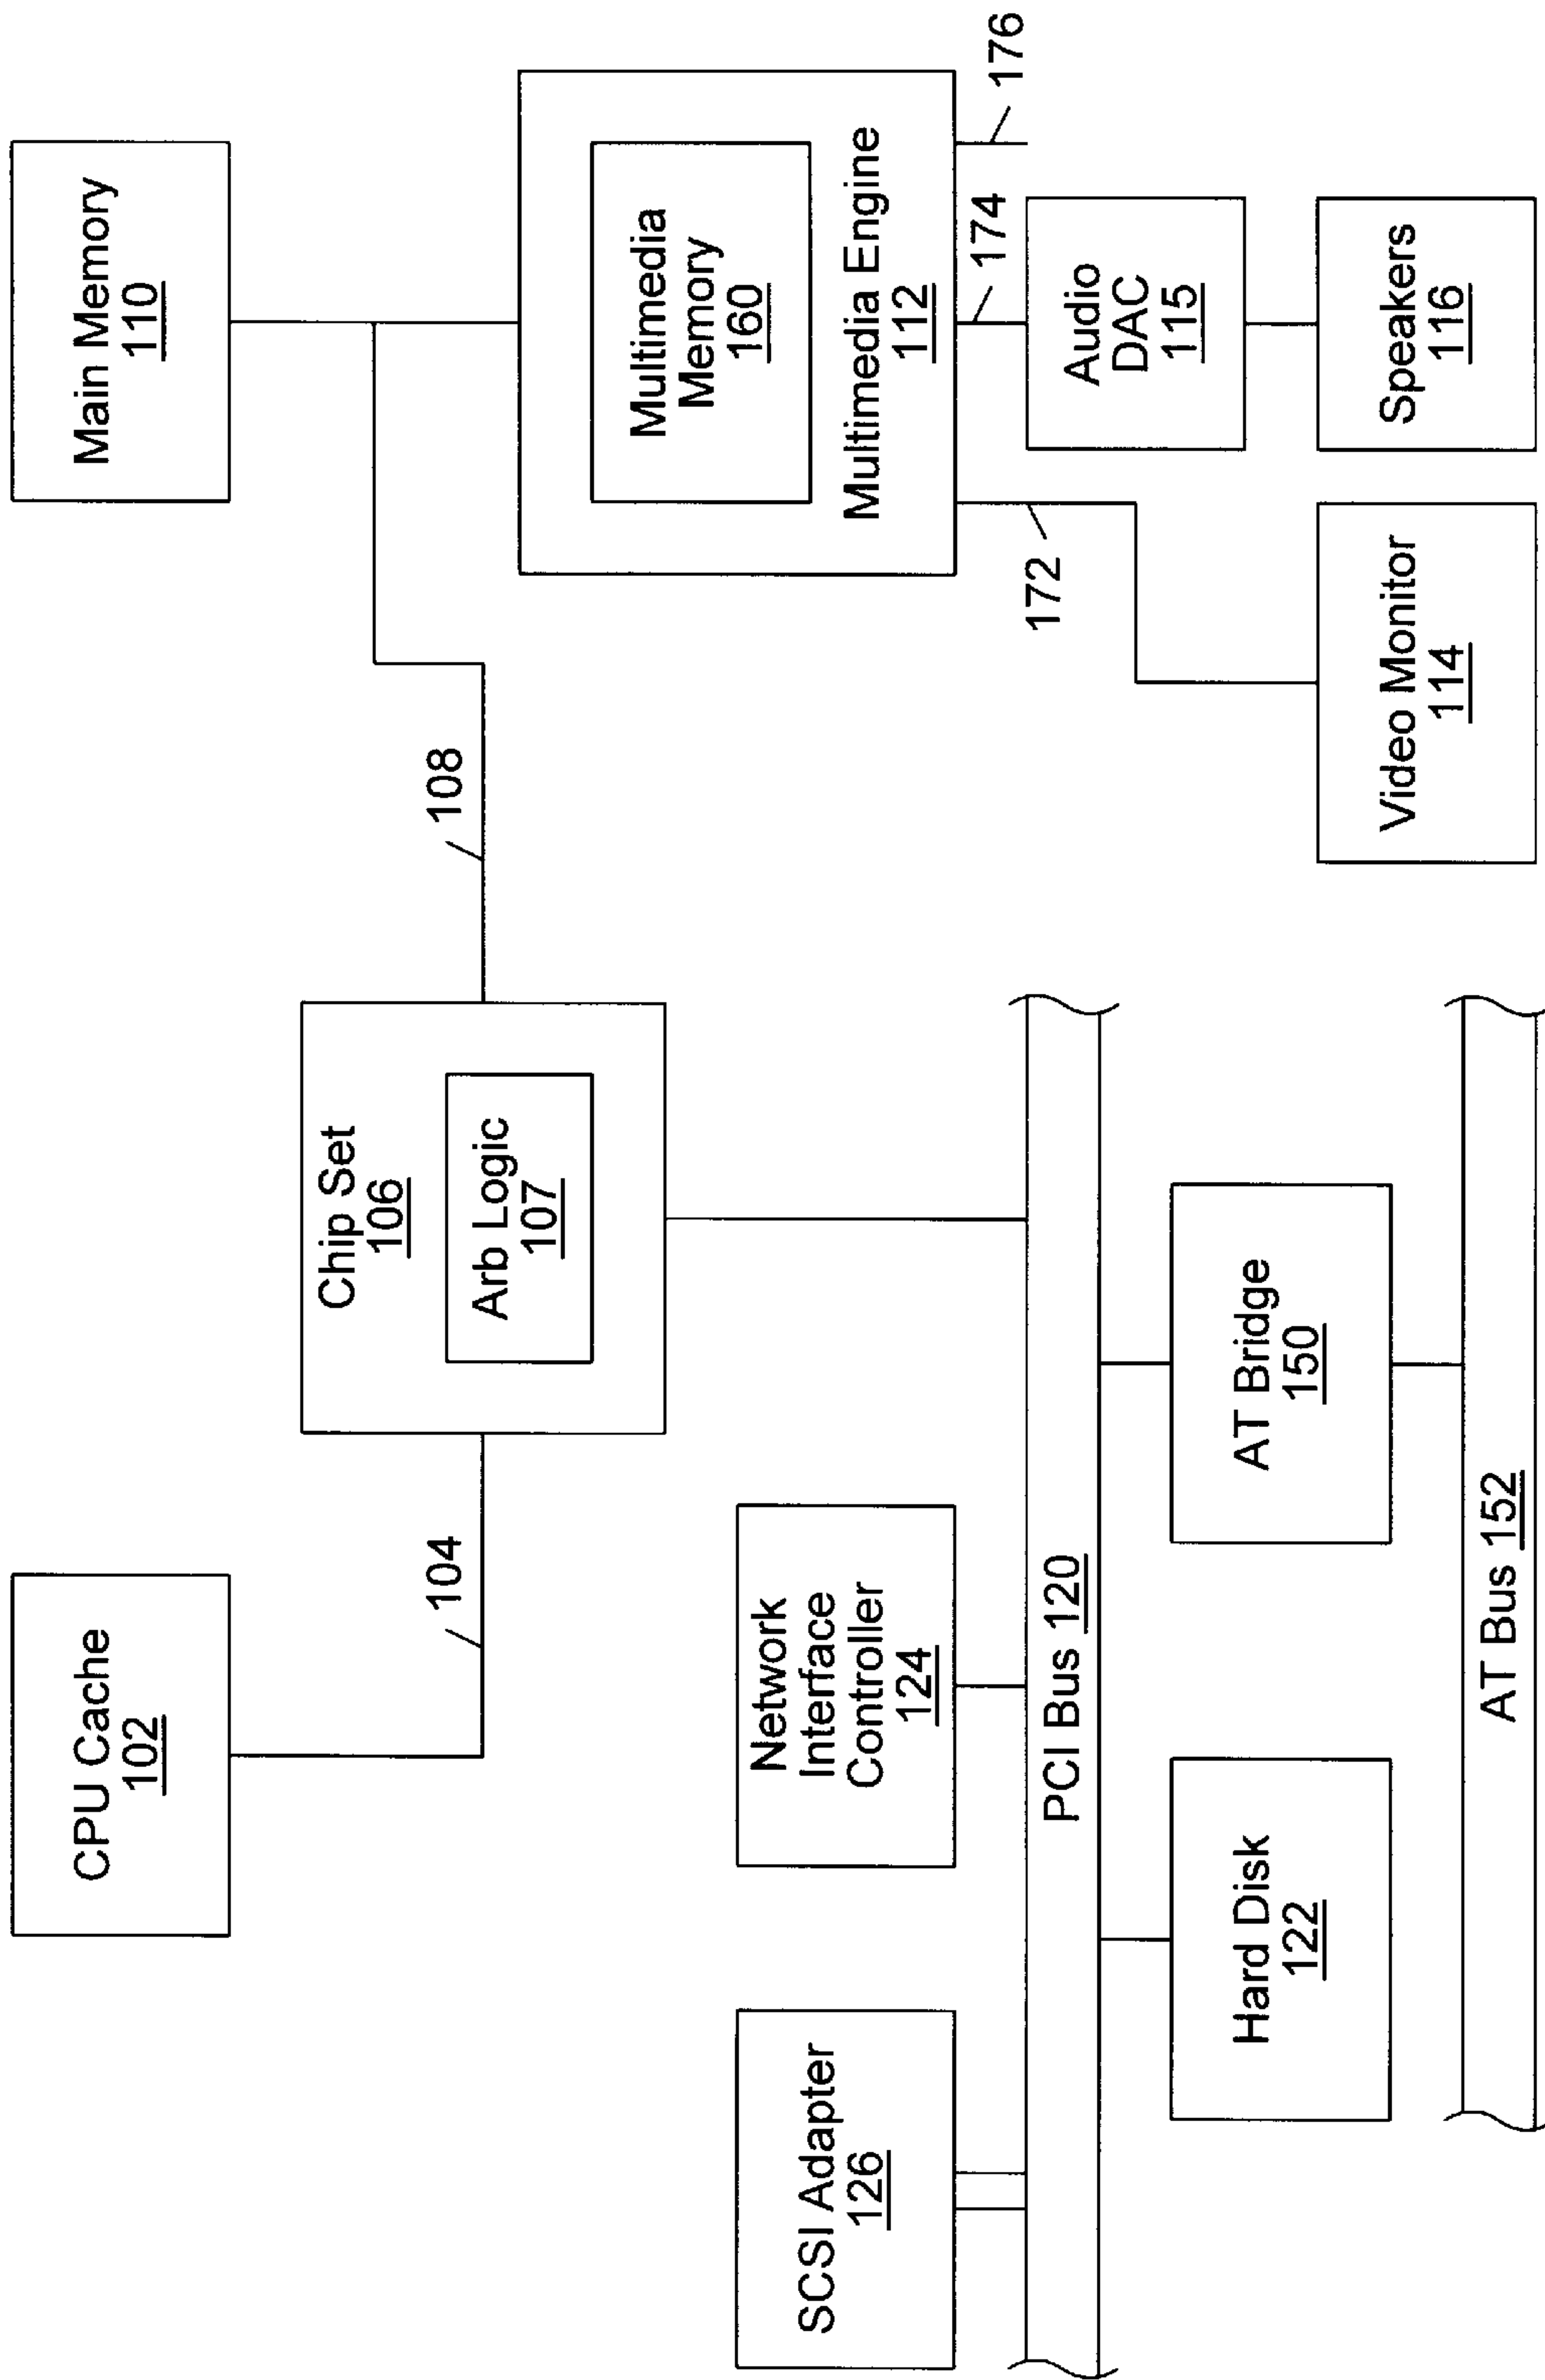 CPU Cache
102
Main Memory
110
104
108
Chip Set
106
Arb Logic
107
Multimedia
Memory
160
Multimedia Engine
112
SCSI Adapter
126
Network
Interface
Controller
124
172
174
176
PCI Bus 120
Audio
DAC
115
Hard Disk
122
AT Bridge
150
Video Monitor
114
Speakers
116
AT Bus 152